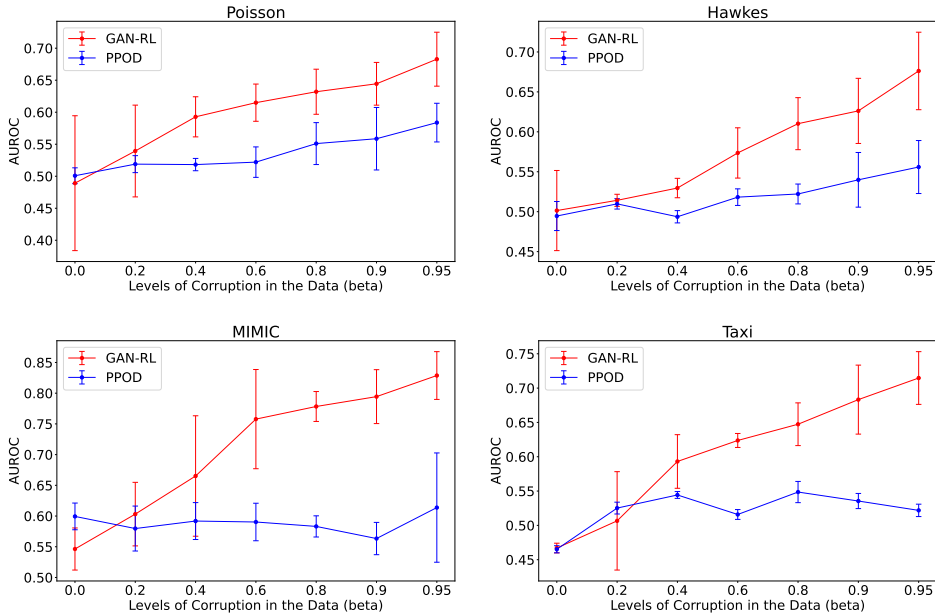 Poisson
GAN-RL
PPOD
AUROC
0.70
0.65
0.60
0.55
0.50
0.45
0.40
0.0 0.2 0.4 0.6 0.8 0.9 0.95
Levels of Corruption in the Data (beta)
Hawkes
GAN-RL
PPOD
AUROC
0.70
0.65
0.60
0.55
0.50
0.45
0.0 0.2 0.4 0.6 0.8 0.9 0.95
Levels of Corruption in the Data (beta)
MIMIC
GAN-RL
PPOD
AUROC
0.85
0.80
0.75
0.70
0.65
0.60
0.55
0.50
0.0 0.2 0.4 0.6 0.8 0.9 0.95
Levels of Corruption in the Data (beta)
Taxi
GAN-RL
PPOD
AUROC
0.75
0.70
0.65
0.60
0.55
0.50
0.45
0.0 0.2 0.4 0.6 0.8 0.9 0.95
Levels of Corruption in the Data (beta)